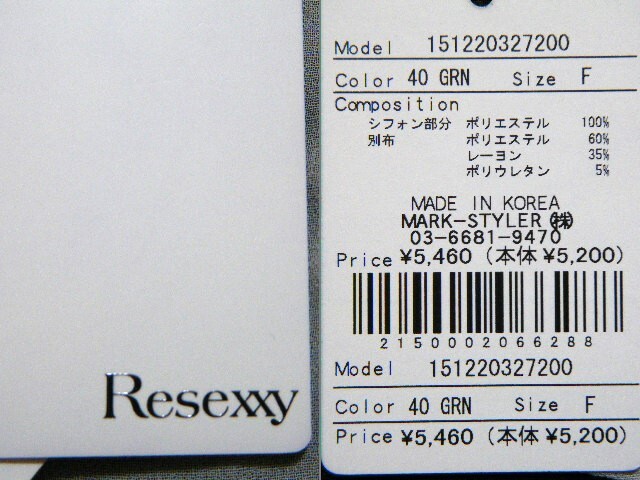 Resexxy
Model 151220327200
Color 40 GRN Size F
Composition
シフォン部分 ポリエステル 100%
別布 ポリエステル 60%
レーヨン 35%
ポリウレタン 5%
MADE IN KOREA
MARK-STYLER ㈱
03-6681-9470
Price ¥5,460 (本体 ¥5,200)
2150002066288
Model 151220327200
Color 40 GRN Size F
Price ¥5,460 (本体 ¥5,200)